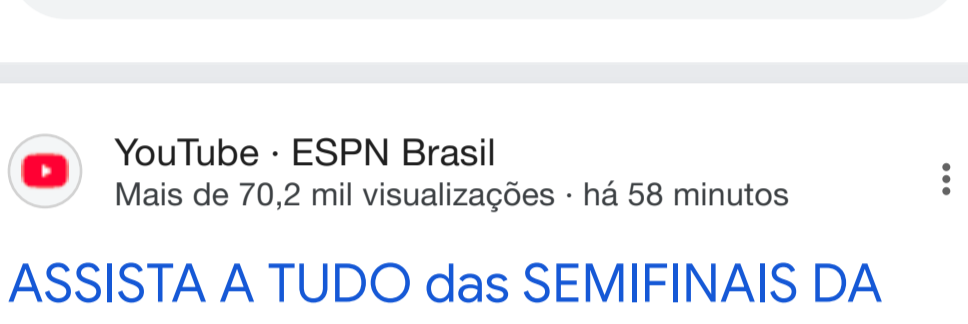 YouTube · ESPN Brasil
Mais de 70,2 mil visualizações · há 58 minutos
ASSISTA A TUDO das SEMIFINAIS DA